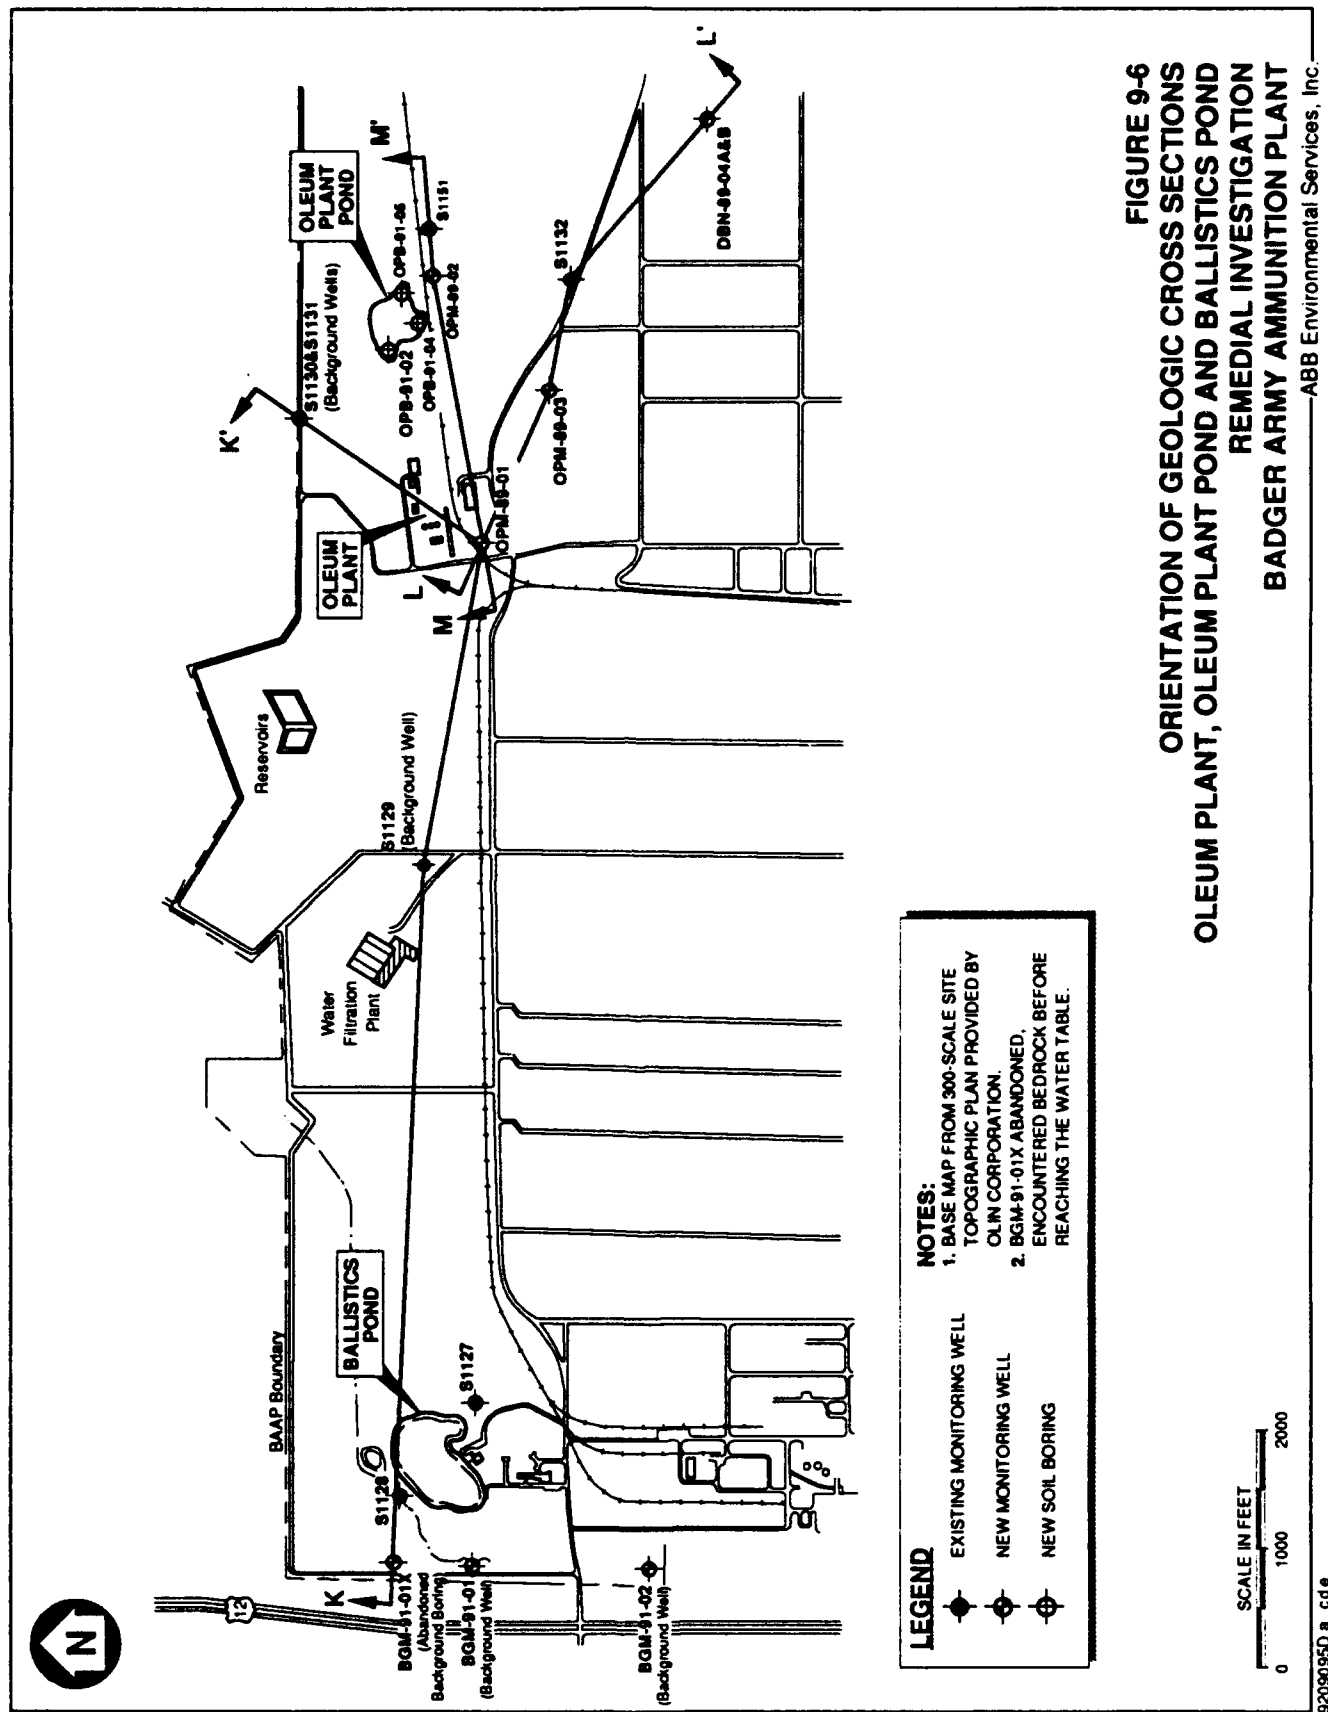 N
12
K
BGM-91-01X
(Abandoned
Background Boring)
BGM-91-01
(Background Well)
BGM-91-02
(Background Well)
S1128
S1127
BAAP Boundary
BALLISTICS
POND
Water
Filtration
Plant
S1129
(Background Well)
Reservoirs
OLEUM
PLANT
L
M
OPM-89-01
K'
S1130&S1131
(Background Wells)
OLEUM
PLANT
POND
OPB-91-02
OPB-91-04
OPB-91-05
OPM-89-02
S1151
M'
OPM-89-03
S1132
DBN-89-04A&B
L'
LEGEND
EXISTING MONITORING WELL
NEW MONITORING WELL
NEW SOIL BORING
NOTES:
1. BASE MAP FROM 300-SCALE SITE
TOPOGRAPHIC PLAN PROVIDED BY
OLIN CORPORATION.
2. BGM-91-01X ABANDONED,
ENCOUNTERED BEDROCK BEFORE
REACHING THE WATER TABLE.
SCALE IN FEET
0 1000 2000
FIGURE 9-6
ORIENTATION OF GEOLOGIC CROSS SECTIONS
OLEUM PLANT, OLEUM PLANT POND AND BALLISTICS POND
REMEDIAL INVESTIGATION
BADGER ARMY AMMUNITION PLANT
ABB Environmental Services, Inc.
9209095D a cde